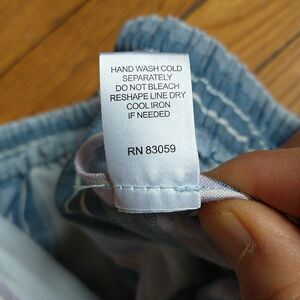 HAND WASH COLD
SEPARATELY
DO NOT BLEACH
RESHAPE LINE DRY
COOL IRON
IF NEEDED
RN 83059